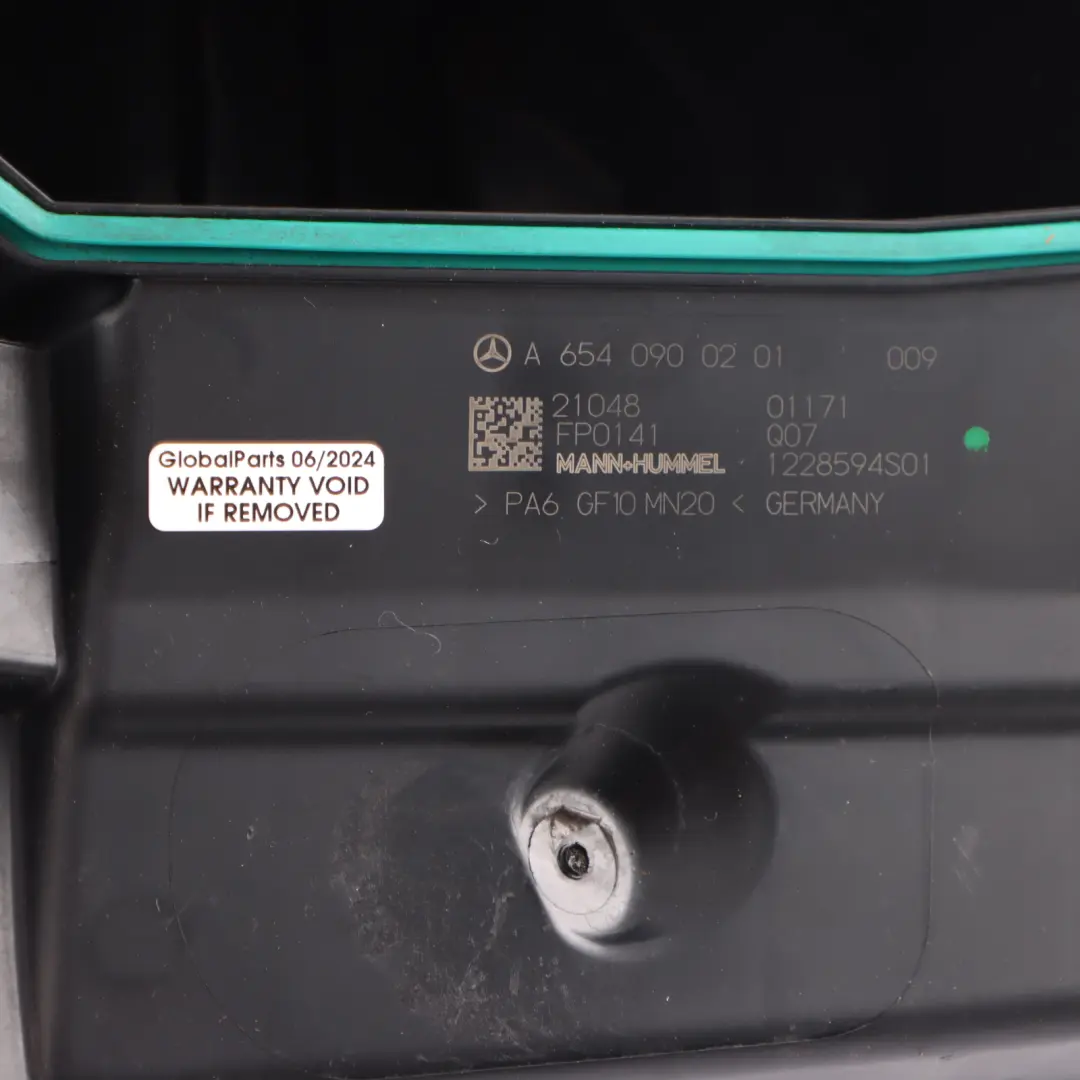 A 654 090 02 01 009
21048 01171
FP0141 Q07
MANN+HUMMEL 1228594S01
> PA6 GF10 MN20 < GERMANY
GlobalParts 06/2024
WARRANTY VOID
IF REMOVED